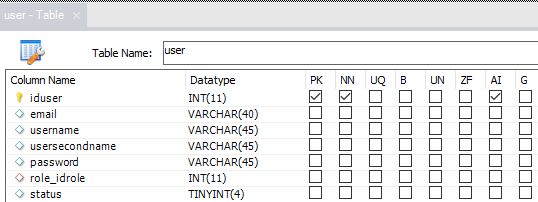 user - Table ×
Table Name: user
Column Name Datatype PK NN UQ B UN ZF AI G
iduser INT(11)
email VARCHAR(40)
username VARCHAR(45)
usersecondname VARCHAR(45)
password VARCHAR(45)
role_idrole INT(11)
status TINYINT(4)